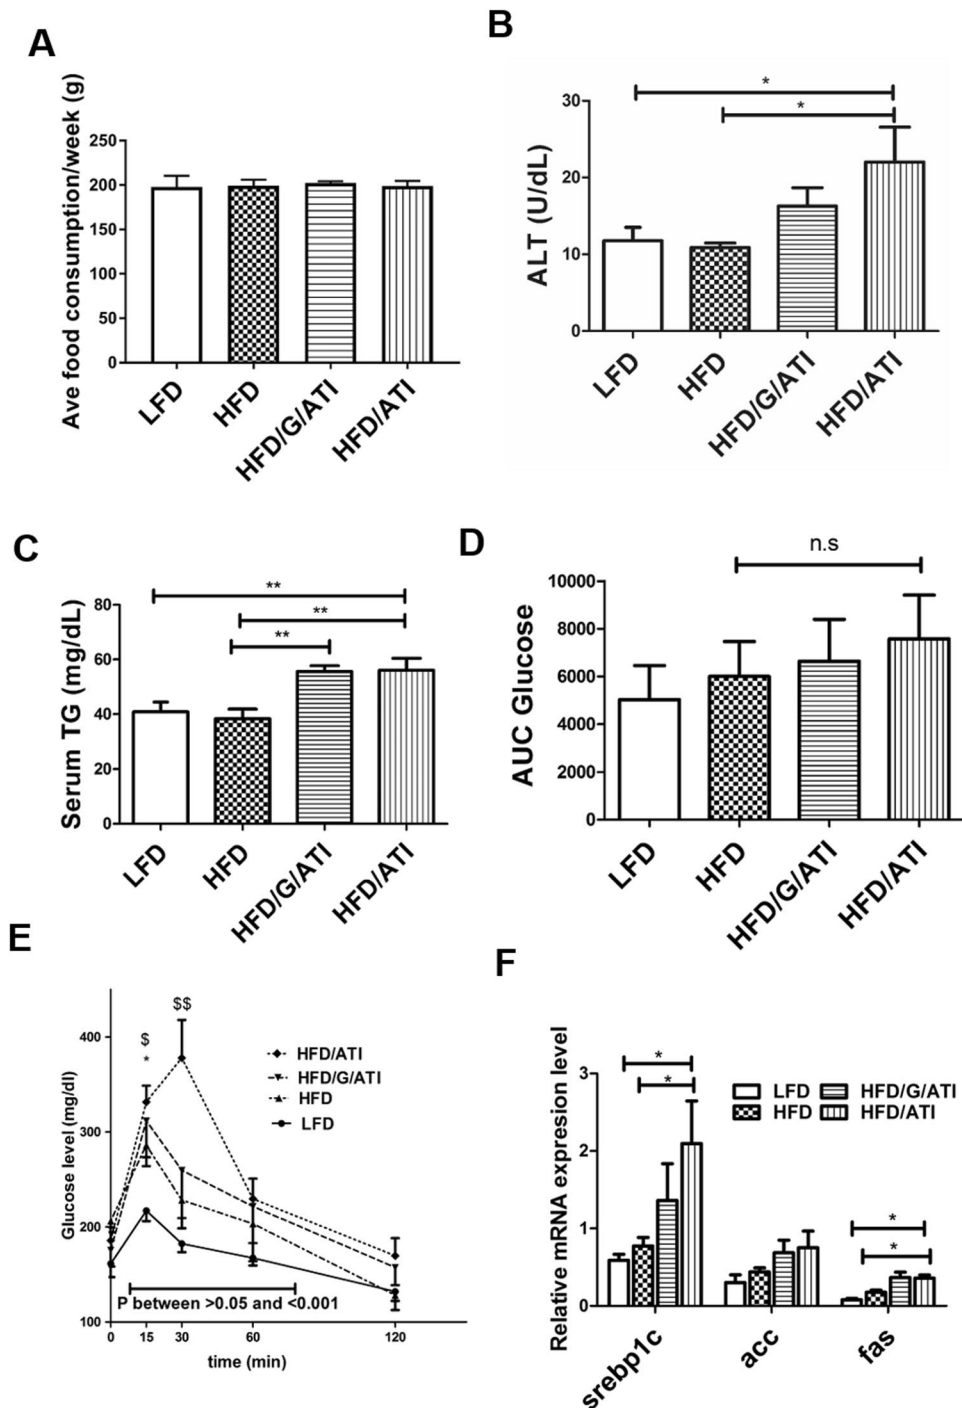 A
Ave food consumption/week (g)
250
200
150
100
50
0
LFD
HFD
HFD/G/ATI
HFD/ATI
B
ALT (U/dL)
*
*
30
20
10
0
LFD
HFD
HFD/G/ATI
HFD/ATI
C
Serum TG (mg/dL)
**
**
**
80
60
40
20
0
LFD
HFD
HFD/G/ATI
HFD/ATI
D
AUC Glucose
n.s
10000
8000
6000
4000
2000
0
LFD
HFD
HFD/G/ATI
HFD/ATI
E
Glucose level (mg/dl)
$$
$
*
400
300
200
100
HFD/ATI
HFD/G/ATI
HFD
LFD
P between >0.05 and <0.001
0 15 30 60 120
time (min)
F
Relative mRNA expresion level
*
*
3
2
1
0
LFD HFD/G/ATI
HFD HFD/ATI
*
*
srebp1c
acc
fas